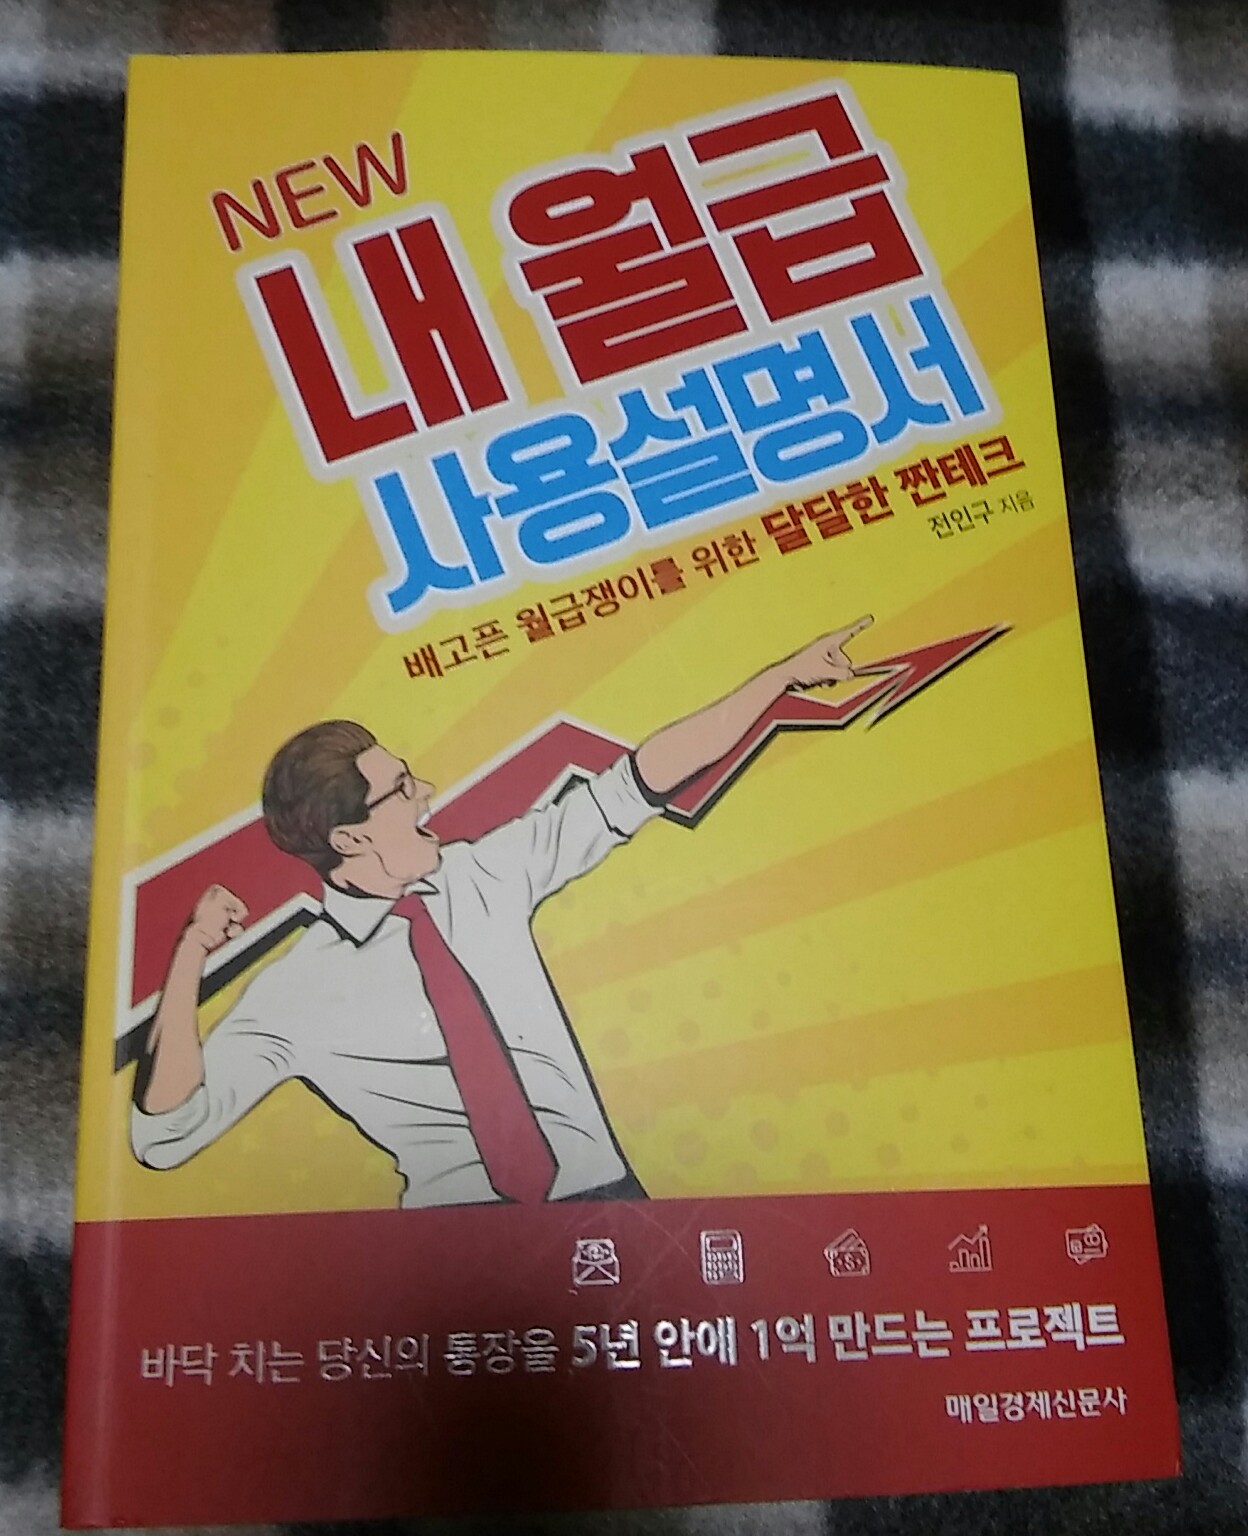 NEW
내 월급
사용설명서
배고픈 월급쟁이를 위한 달달한 짠테크
전인구 지음
바닥 치는 당신의 통장을 5년 안에 1억 만드는 프로젝트
매일경제신문사